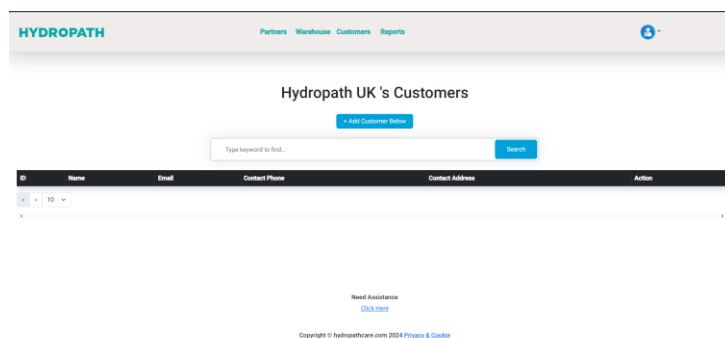 HYDROPATH
Partners Warehouse Customers Reports
Hydropath UK 's Customers
+ Add Customer Below
Type keyword to find...
Search
ID Name Email Contact Phone Contact Address Action
« » 10
Need Assistance
Click Here
Copyright © hydropathcare.com 2024 Privacy & Cookie